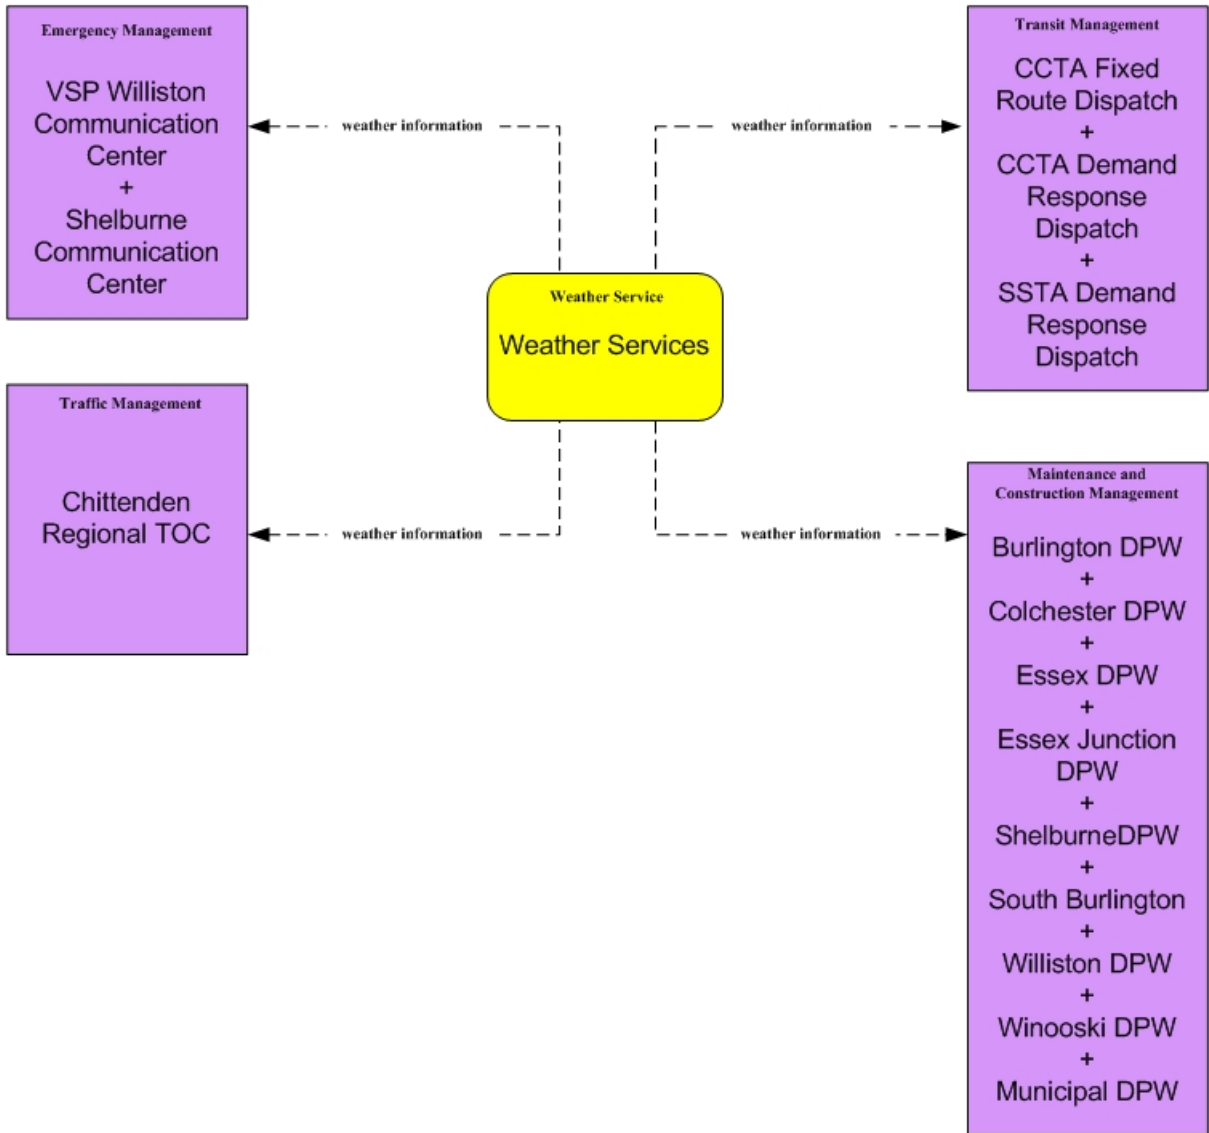 Emergency Management
VSP Williston
Communication
Center
+
Shelburne
Communication
Center
weather information
weather information
Transit Management
CCTA Fixed
Route Dispatch
+
CCTA Demand
Response
Dispatch
+
SSTA Demand
Response
Dispatch
Weather Service
Weather Services
Traffic Management
Chittenden
Regional TOC
weather information
weather information
Maintenance and
Construction Management
Burlington DPW
+
Colchester DPW
+
Essex DPW
+
Essex Junction
DPW
+
ShelburneDPW
+
South Burlington
+
Williston DPW
+
Winooski DPW
+
Municipal DPW